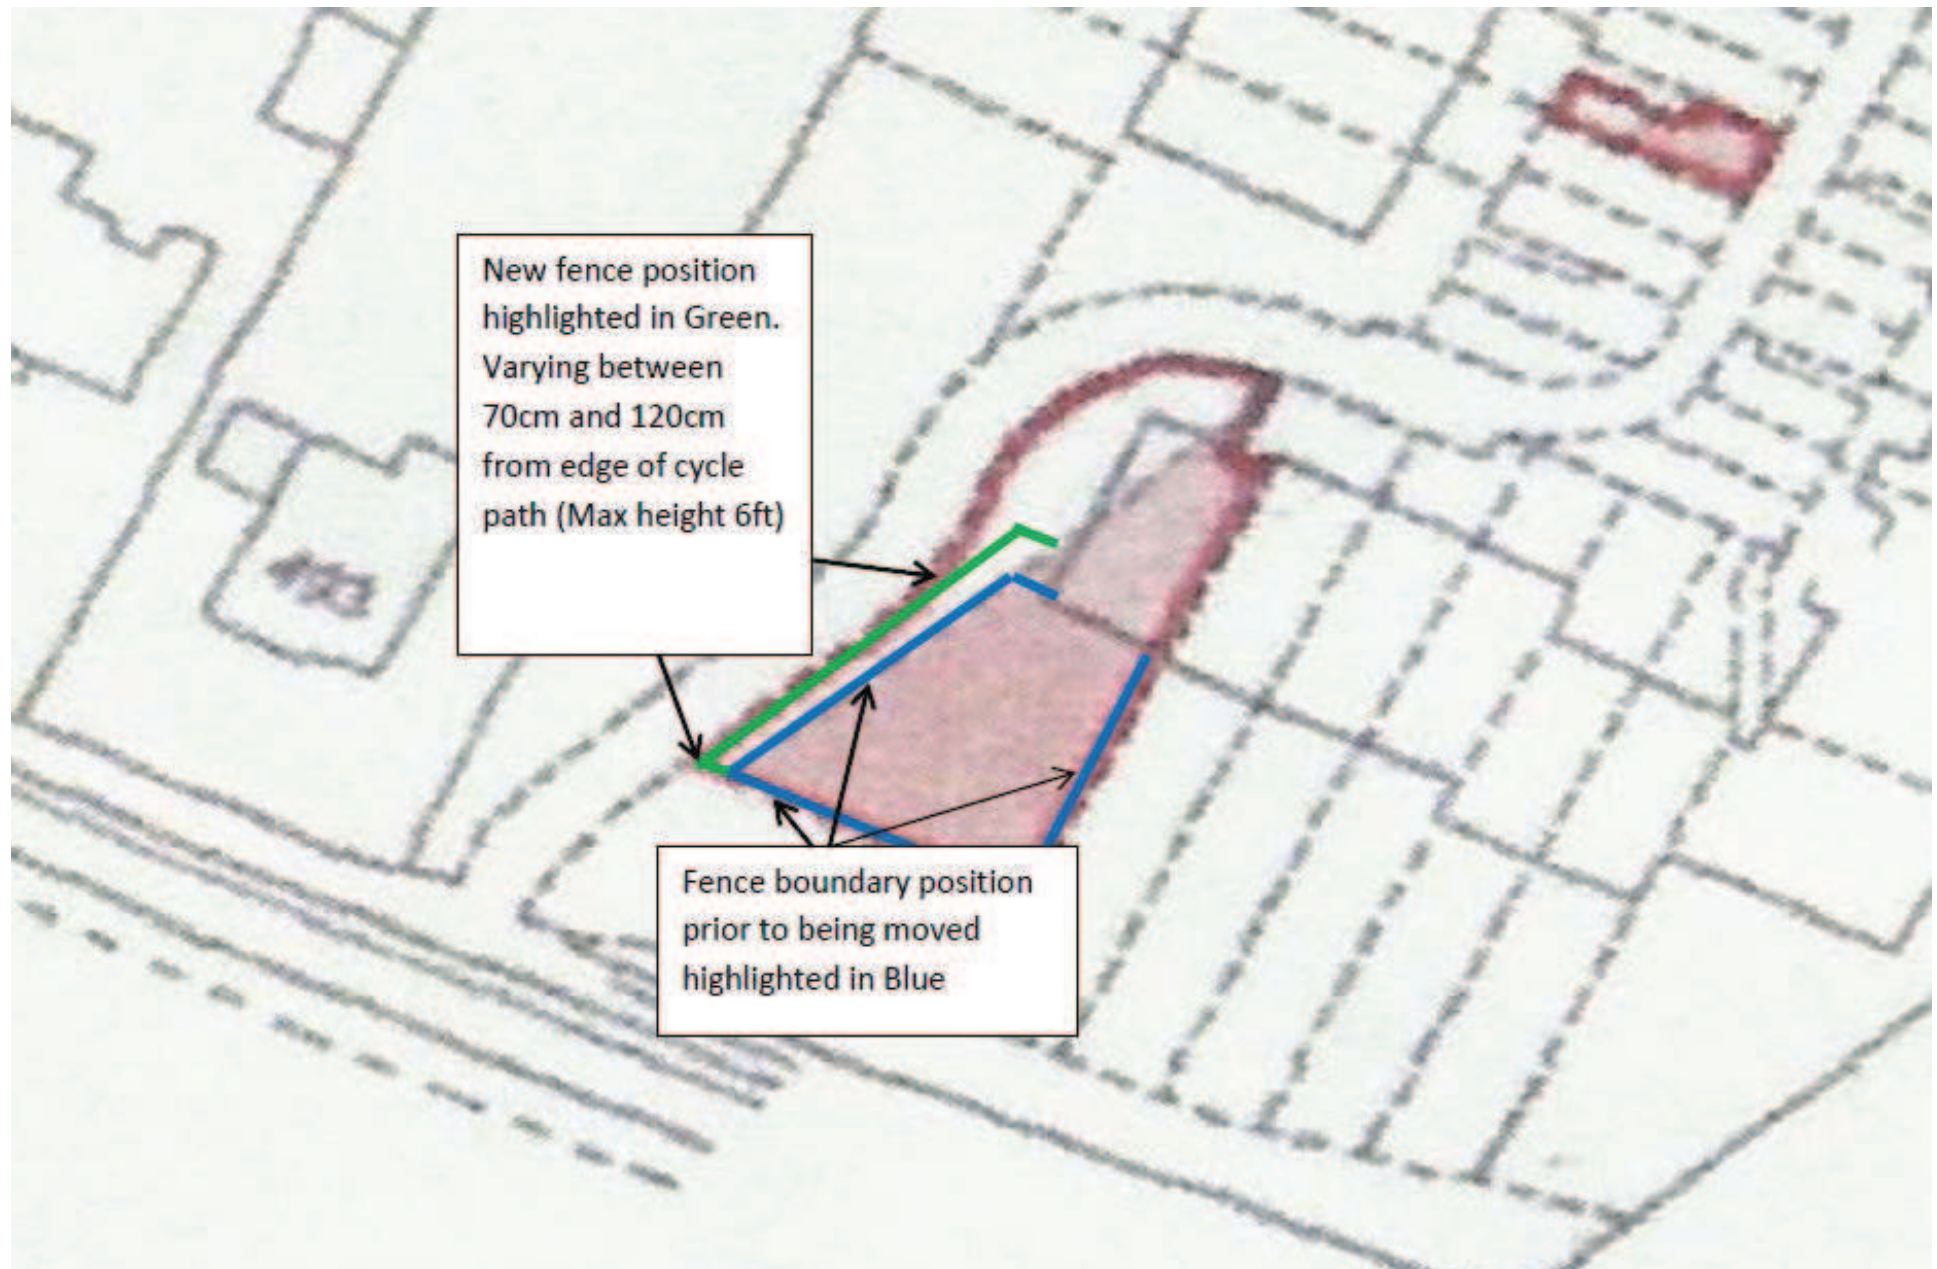 New fence position
highlighted in Green.
Varying between
70cm and 120cm
from edge of cycle
path (Max height 6ft)
493
Fence boundary position
prior to being moved
highlighted in Blue